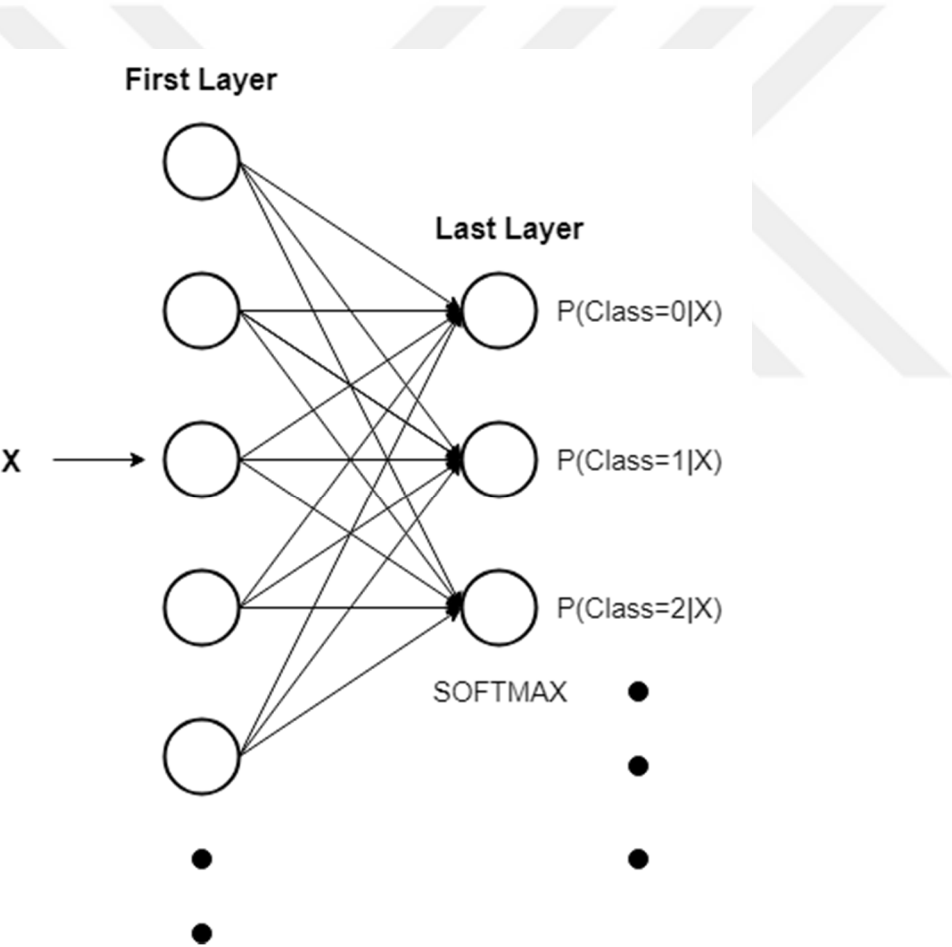 First Layer
Last Layer
P(Class=0|X)
X
P(Class=1|X)
P(Class=2|X)
SOFTMAX